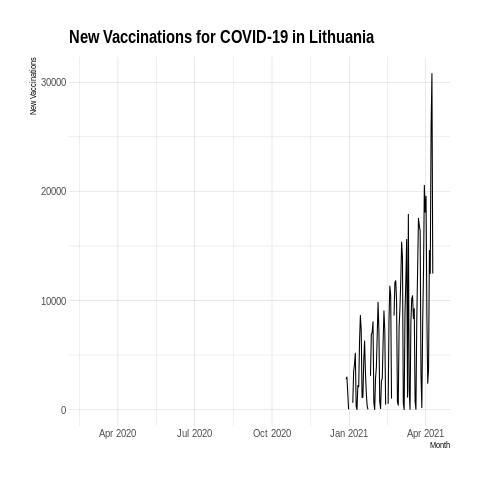 New Vaccinations for COVID-19 in Lithuania
New Vaccinations
30000
20000
10000
0
Apr 2020 Jul 2020 Oct 2020 Jan 2021 Apr 2021
Month